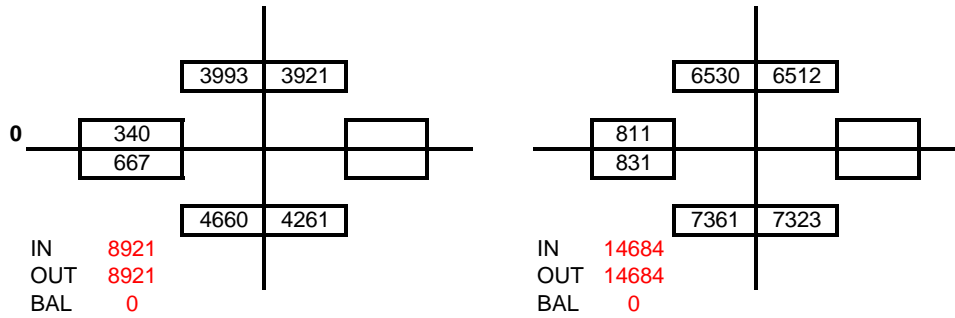 3993 3921 6530 6512
0 340 811
667 831
4660 4261 7361 7323
IN 8921 IN 14684
OUT 8921 OUT 14684
BAL 0 BAL 0